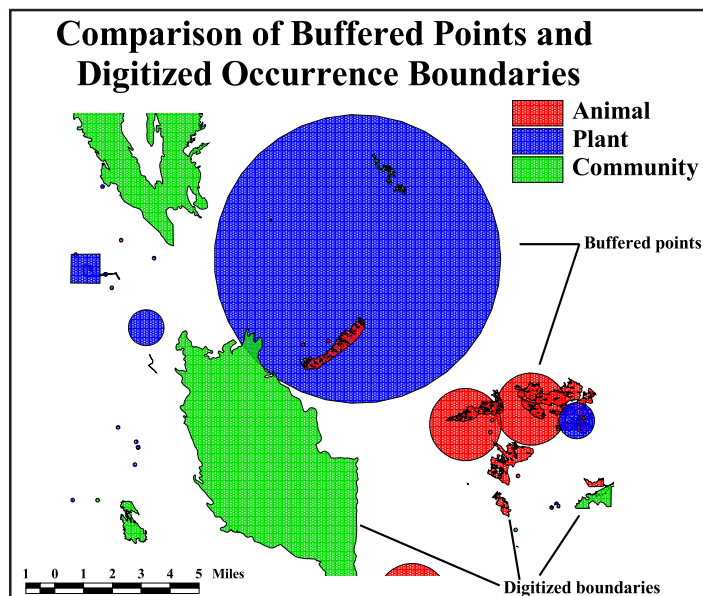 Comparison of Buffered Points and
Digitized Occurrence Boundaries
Animal
Plant
Community
Buffered points
Digitized boundaries
1 0 1 2 3 4 5 Miles